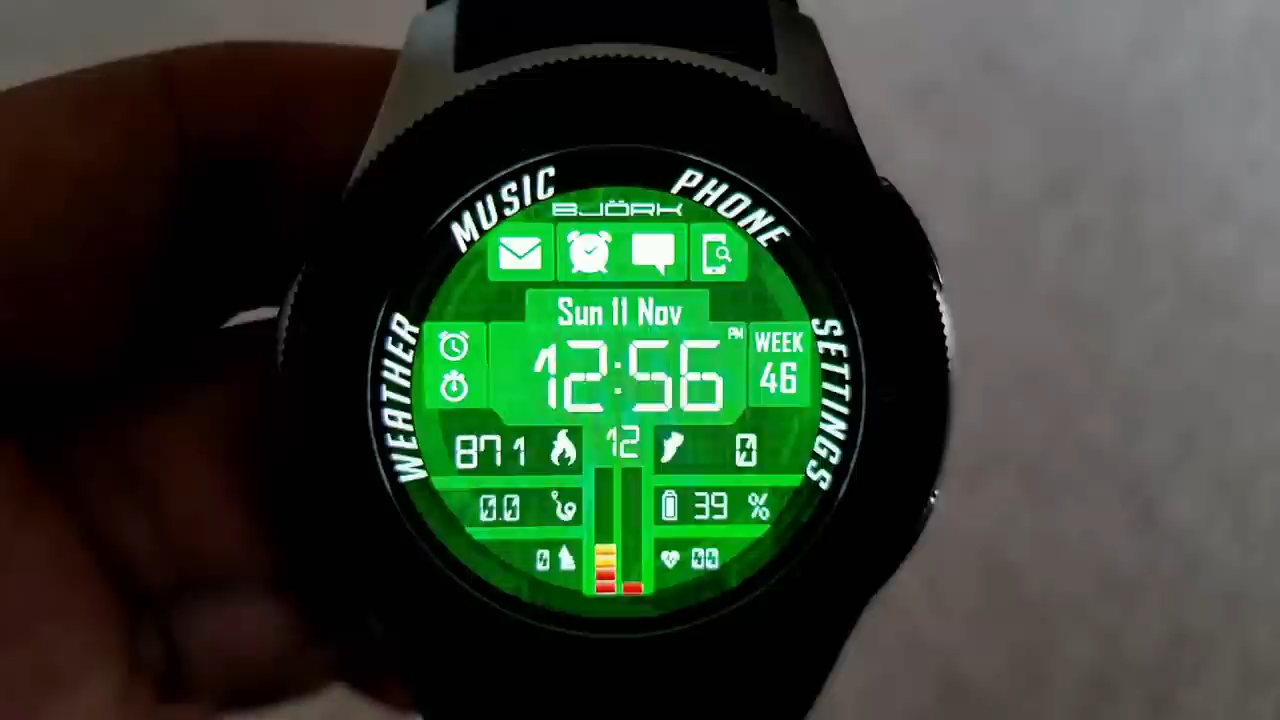 MUSIC
PHONE
BJÖRK
Sun 11 Nov
12:56 PM
WEEK
46
WEATHER
SETTINGS
871
12
0
0.0
39 %
0
00